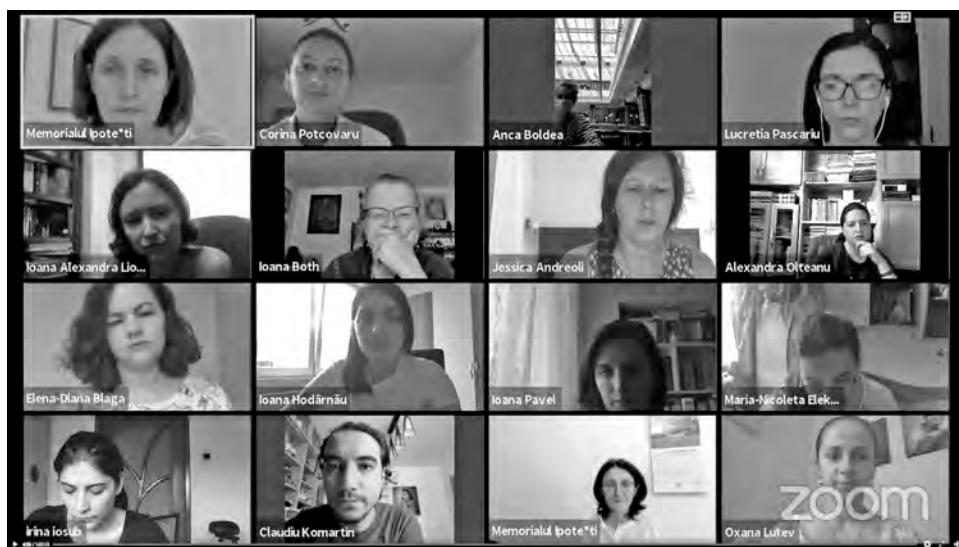 Memorialul Ipote*ti
Corina Potcovaru
Anca Boldea
Lucretia Pascariu
Ioana Alexandra Lio...
Ioana Both
Jessica Andreoli
Alexandra Olteanu
Elena-Diana Blaga
Ioana Hodârnău
Ioana Pavel
Maria-Nicoleta Elek...
irina iosub
Claudiu Komartin
Memorialul Ipote*ti
Oxana Lutev
zoom